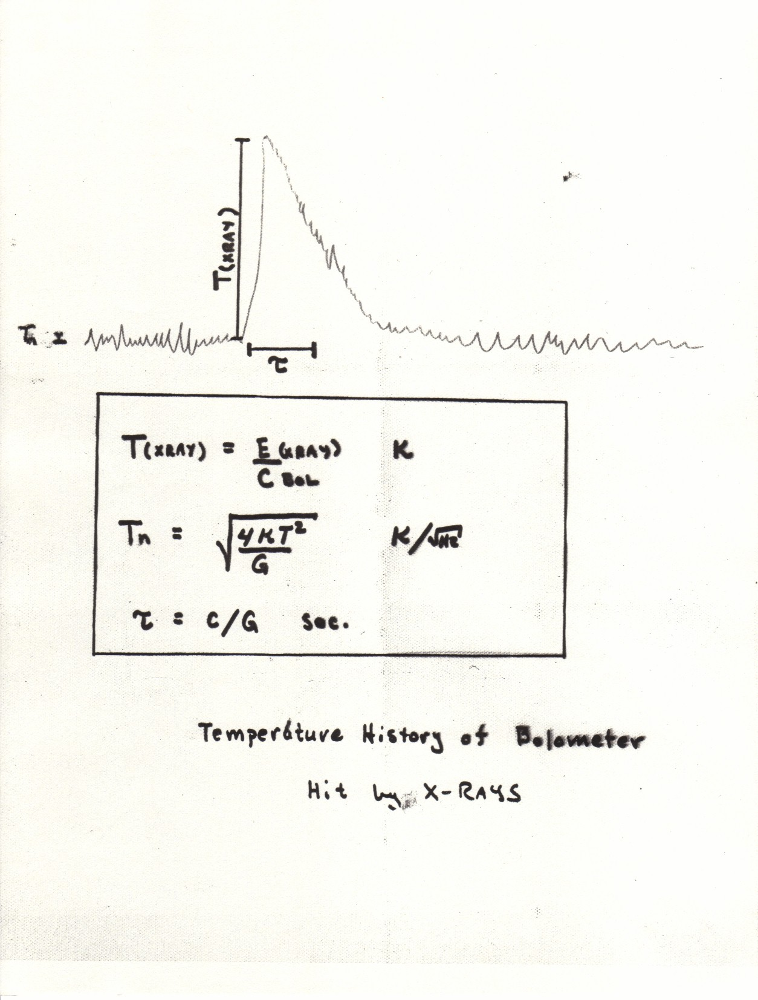 T(XRAY)
Tn
τ
T(XRAY) = E(XRAY) / C BOL K
Tn = √(4KT² / G) K/√HZ
τ = C/G sec.
Temperature History of Bolometer
Hit by X-RAYS